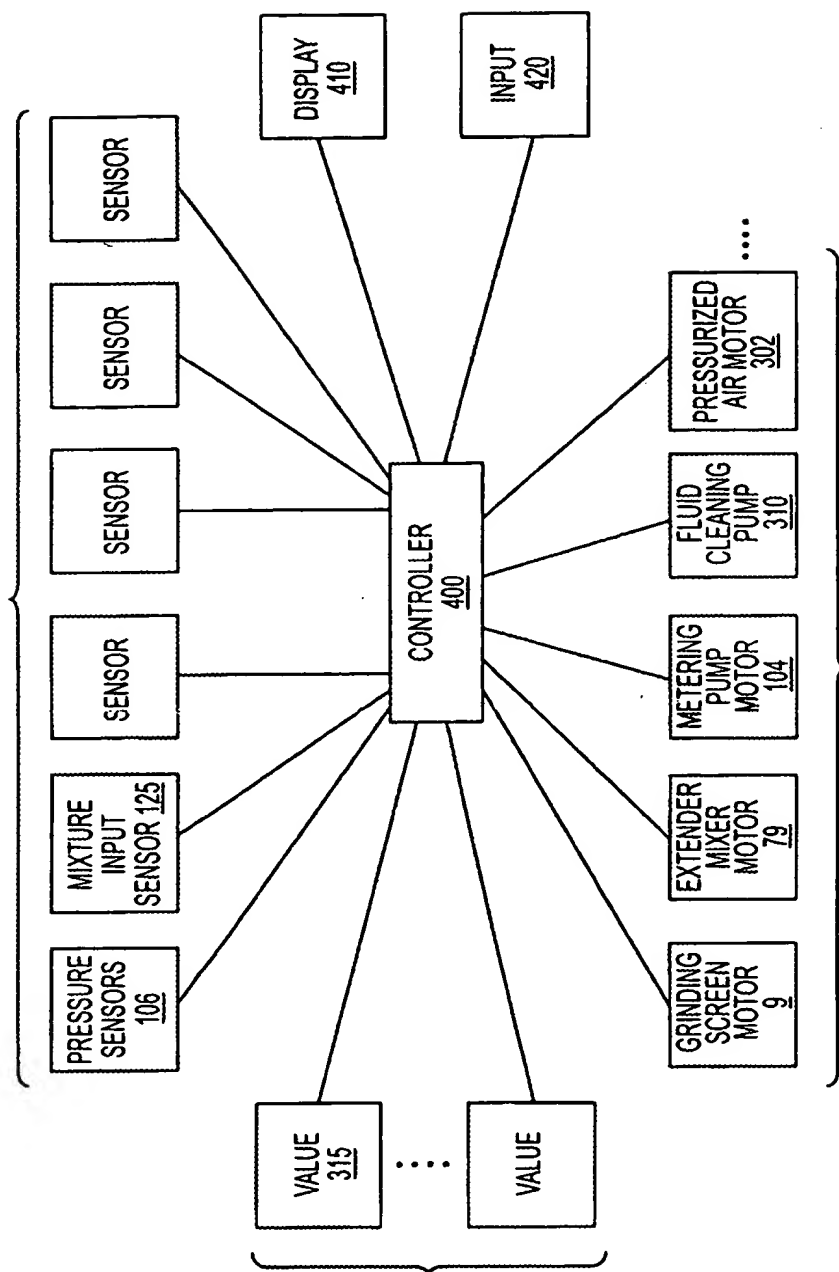 PRESSURE
SENSORS
106
MIXTURE
INPUT
SENSOR 125
SENSOR
SENSOR
SENSOR
SENSOR
VALUE
315
....
VALUE
CONTROLLER
400
DISPLAY
410
INPUT
420
GRINDING
SCREEN
MOTOR
9
EXTENDER
MIXER
MOTOR
79
METERING
PUMP
MOTOR
104
FLUID
CLEANING
PUMP
310
PRESSURIZED
AIR MOTOR
302
....